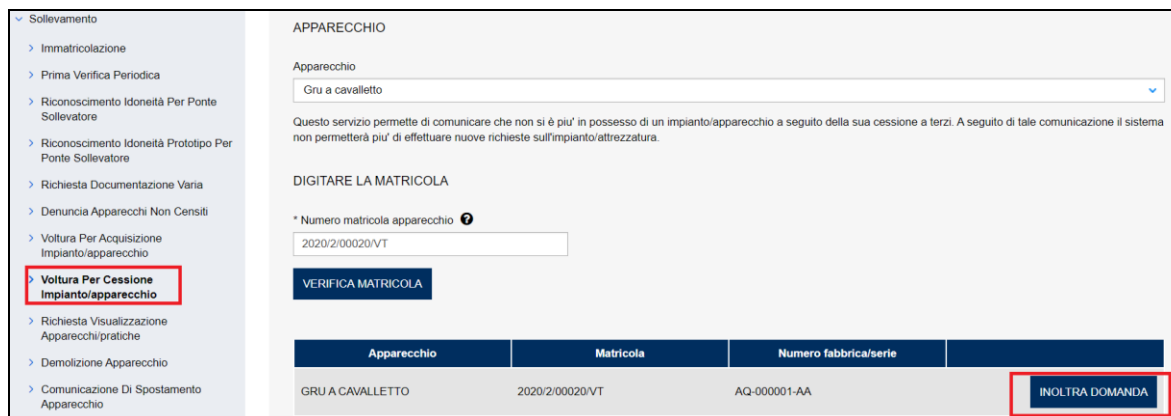 Sollevamento
Immatricolazione
Prima Verifica Periodica
Riconoscimento Idoneità Per Ponte
Sollevatore
Riconoscimento Idoneità Prototipo Per
Ponte Sollevatore
Richiesta Documentazione Varia
Denuncia Apparecchi Non Censiti
Voltura Per Acquisizione
Impianto/apparecchio
Voltura Per Cessione
Impianto/apparecchio
Richiesta Visualizzazione
Apparecchi/pratiche
Demolizione Apparecchio
Comunicazione Di Spostamento
Apparecchio
APPARECCHIO
Apparecchio
Gru a cavalletto
Questo servizio permette di comunicare che non si è piu' in possesso di un impianto/apparecchio a seguito della sua cessione a terzi. A seguito di tale comunicazione il sistema
non permetterà piu' di effettuare nuove richieste sull'impianto/attrezzatura.
DIGITARE LA MATRICOLA
* Numero matricola apparecchio ?
2020/2/00020/VT
VERIFICA MATRICOLA
Apparecchio Matricola Numero fabbrica/serie
GRU A CAVALLETTO 2020/2/00020/VT AQ-000001-AA INOLTRA DOMANDA